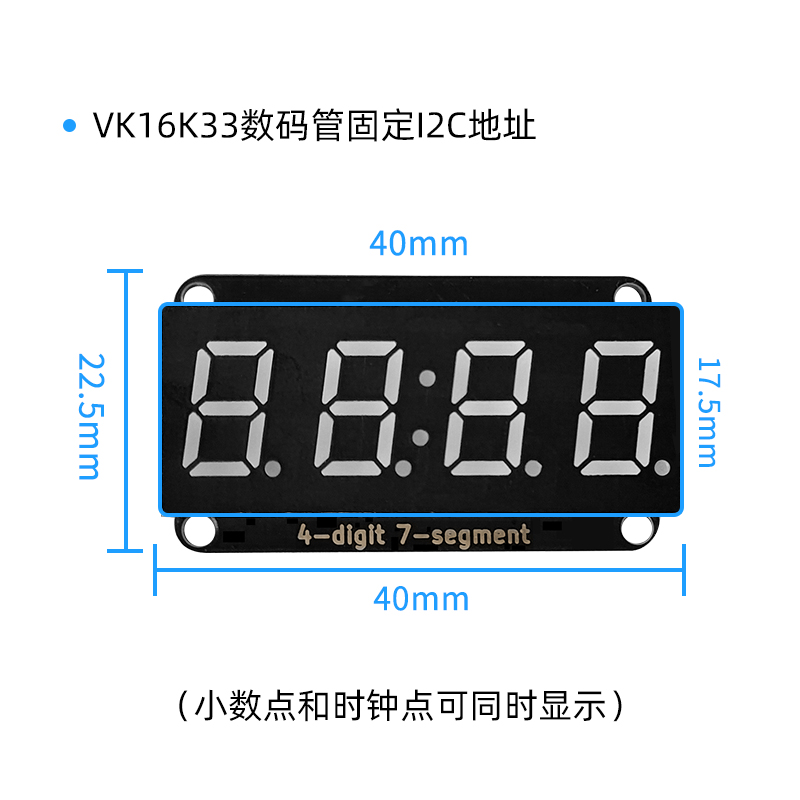 VK16K33数码管固定I2C地址
40mm
22.5mm
17.5mm
4-digit 7-segment
40mm
（小数点和时钟点可同时显示）